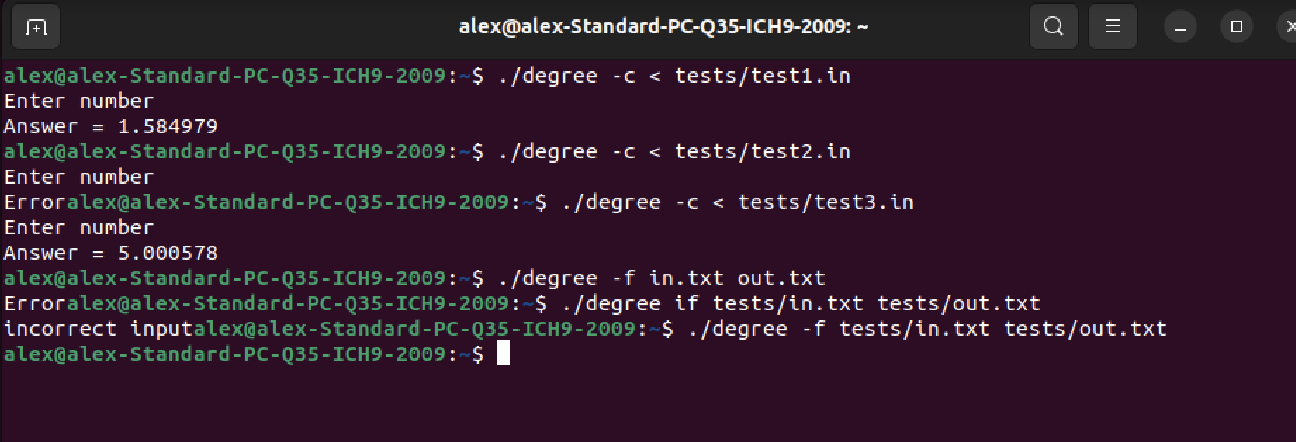 alex@alex-Standard-PC-Q35-ICH9-2009: ~
alex@alex-Standard-PC-Q35-ICH9-2009:~$ ./degree -c < tests/test1.in
Enter number
Answer = 1.584979
alex@alex-Standard-PC-Q35-ICH9-2009:~$ ./degree -c < tests/test2.in
Enter number
Erroralex@alex-Standard-PC-Q35-ICH9-2009:~$ ./degree -c < tests/test3.in
Enter number
Answer = 5.000578
alex@alex-Standard-PC-Q35-ICH9-2009:~$ ./degree -f in.txt out.txt
Erroralex@alex-Standard-PC-Q35-ICH9-2009:~$ ./degree if tests/in.txt tests/out.txt
incorrect inputalex@alex-Standard-PC-Q35-ICH9-2009:~$ ./degree -f tests/in.txt tests/out.txt
alex@alex-Standard-PC-Q35-ICH9-2009:~$